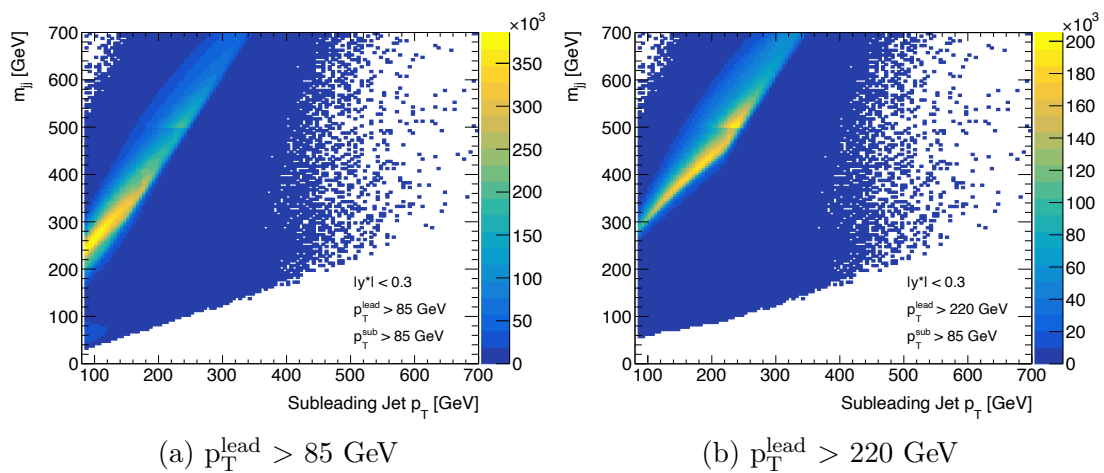 ×10³
700
600
500
400
300
200
100
0
m_jj [GeV]
100 200 300 400 500 600 700
Subleading Jet p_T [GeV]
|y*| < 0.3
p_T^lead > 85 GeV
p_T^sub > 85 GeV
350
300
250
200
150
100
50
0
(a) p_T^lead > 85 GeV
×10³
700
600
500
400
300
200
100
0
m_jj [GeV]
100 200 300 400 500 600 700
Subleading Jet p_T [GeV]
|y*| < 0.3
p_T^lead > 220 GeV
p_T^sub > 85 GeV
200
180
160
140
120
100
80
60
40
20
0
(b) p_T^lead > 220 GeV